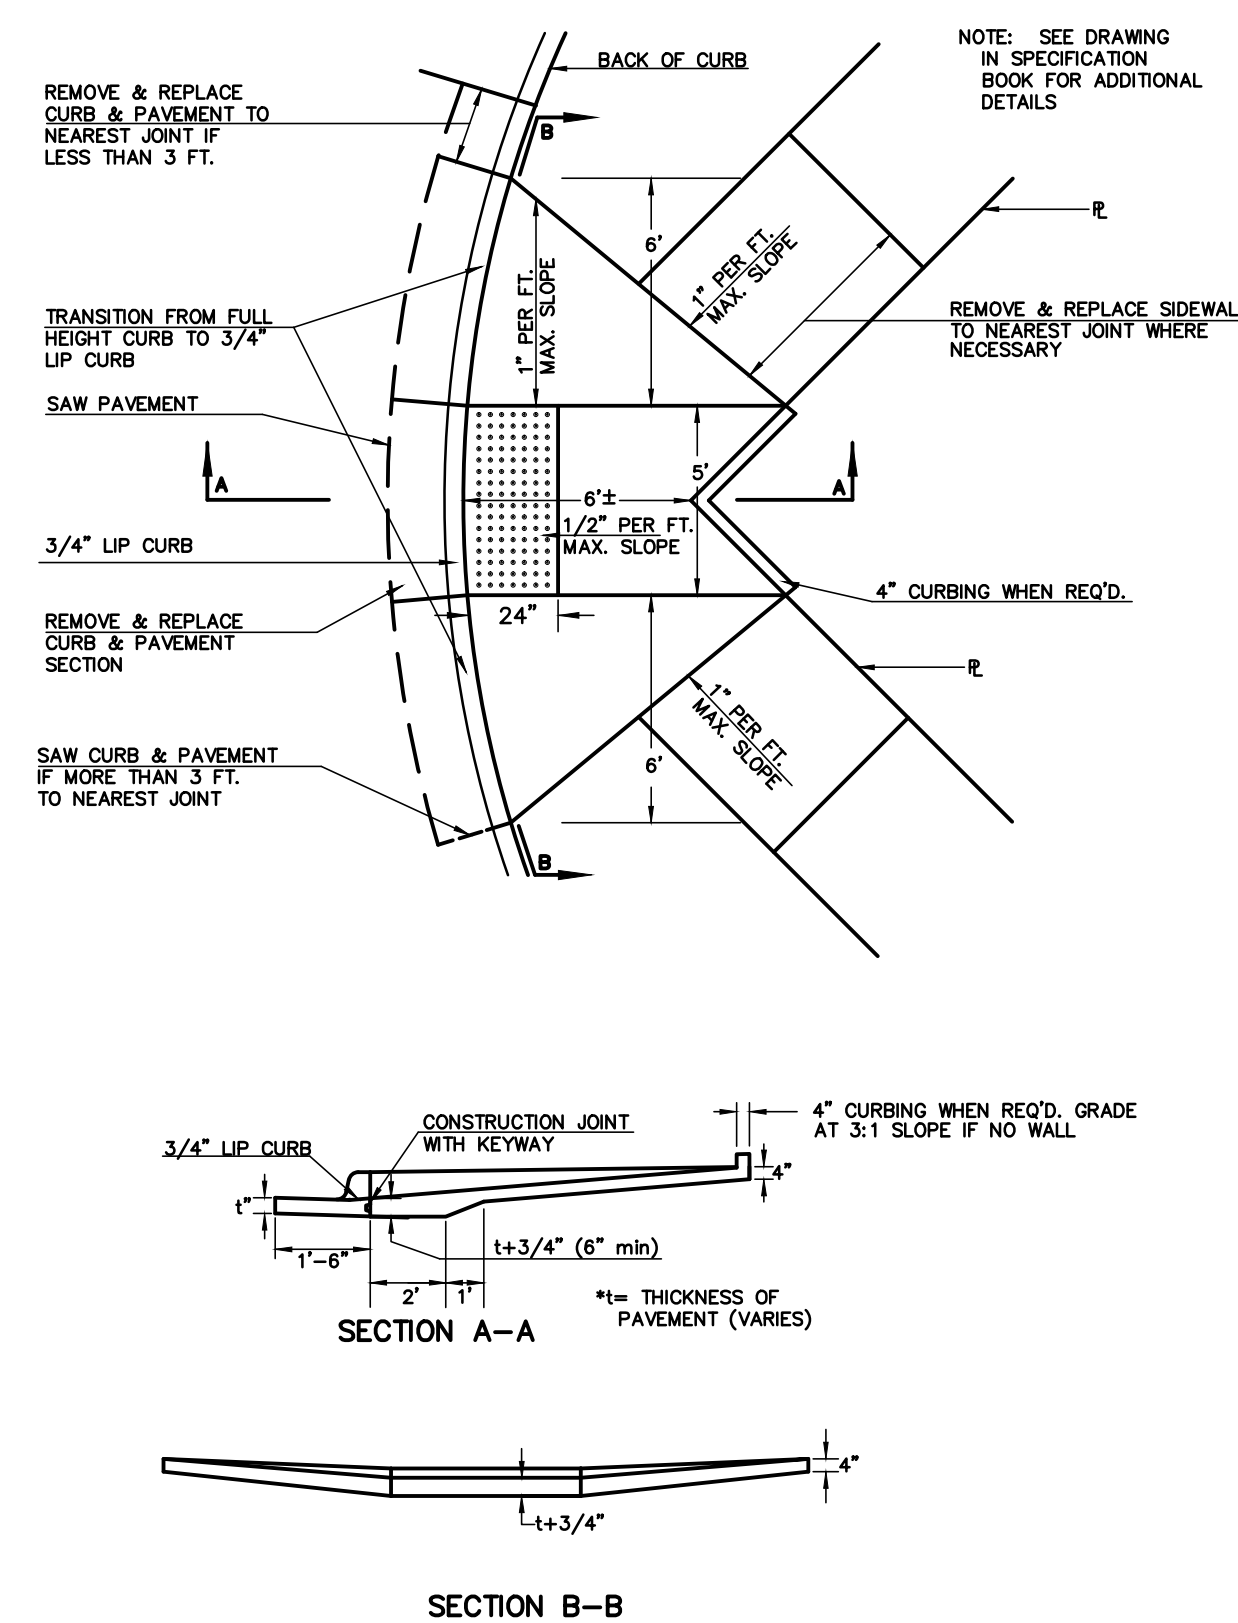 NOTE: SEE DRAWING
IN SPECIFICATION
BOOK FOR ADDITIONAL
DETAILS
BACK OF CURB
REMOVE & REPLACE
CURB & PAVEMENT TO
NEAREST JOINT IF
LESS THAN 3 FT.
B
6'
1" PER FT.
MAX. SLOPE
1" PER FT.
MAX. SLOPE
PL
REMOVE & REPLACE SIDEWAL
TO NEAREST JOINT WHERE
NECESSARY
TRANSITION FROM FULL
HEIGHT CURB TO 3/4"
LIP CURB
SAW PAVEMENT
A
5'
A
6'±
1/2" PER FT.
MAX. SLOPE
3/4" LIP CURB
4" CURBING WHEN REQ'D.
24"
REMOVE & REPLACE
CURB & PAVEMENT
SECTION
PL
1" PER FT.
MAX. SLOPE
6'
SAW CURB & PAVEMENT
IF MORE THAN 3 FT.
TO NEAREST JOINT
B
4" CURBING WHEN REQ'D. GRADE
AT 3:1 SLOPE IF NO WALL
CONSTRUCTION JOINT
WITH KEYWAY
3/4" LIP CURB
4"
t"
1'-6"
t+3/4" (6" min)
2'
1'
*t= THICKNESS OF
PAVEMENT (VARIES)
SECTION A-A
4"
t+3/4"
SECTION B-B